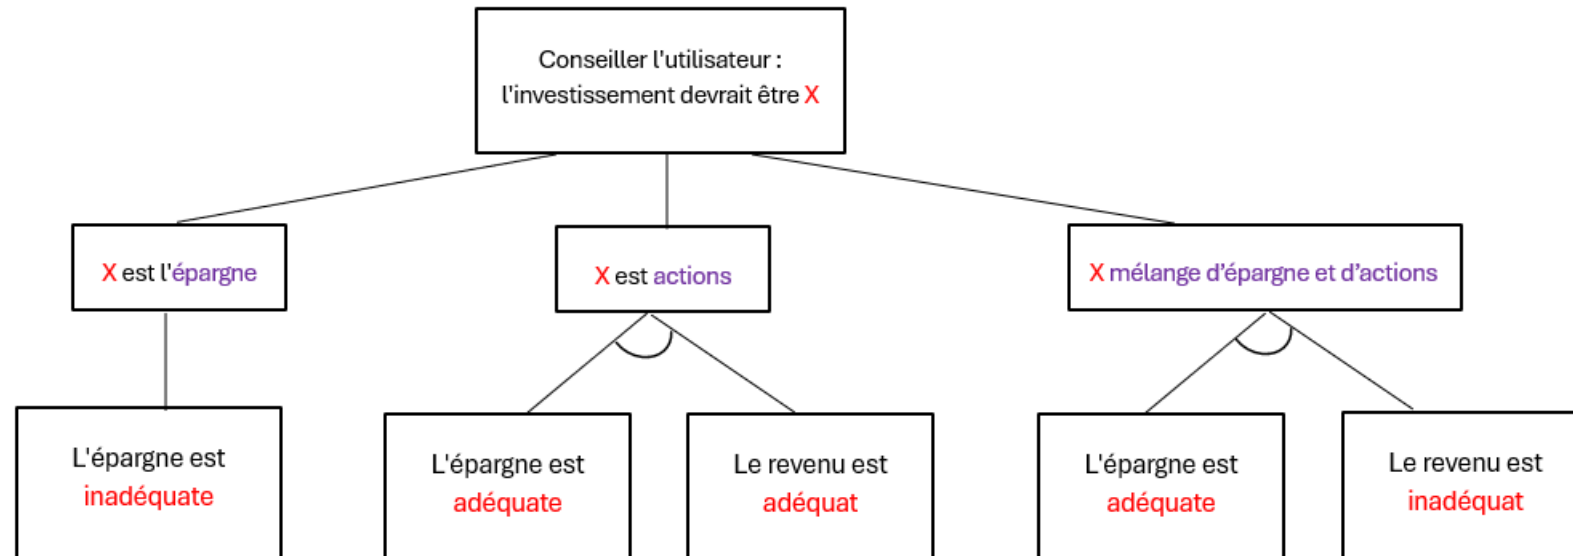 Conseiller l'utilisateur :
l'investissement devrait être X
X est l'épargne
X est actions
X mélange d’épargne et d’actions
L'épargne est
inadéquate
L'épargne est
adéquate
Le revenu est
adéquat
L'épargne est
adéquate
Le revenu est
inadéquat